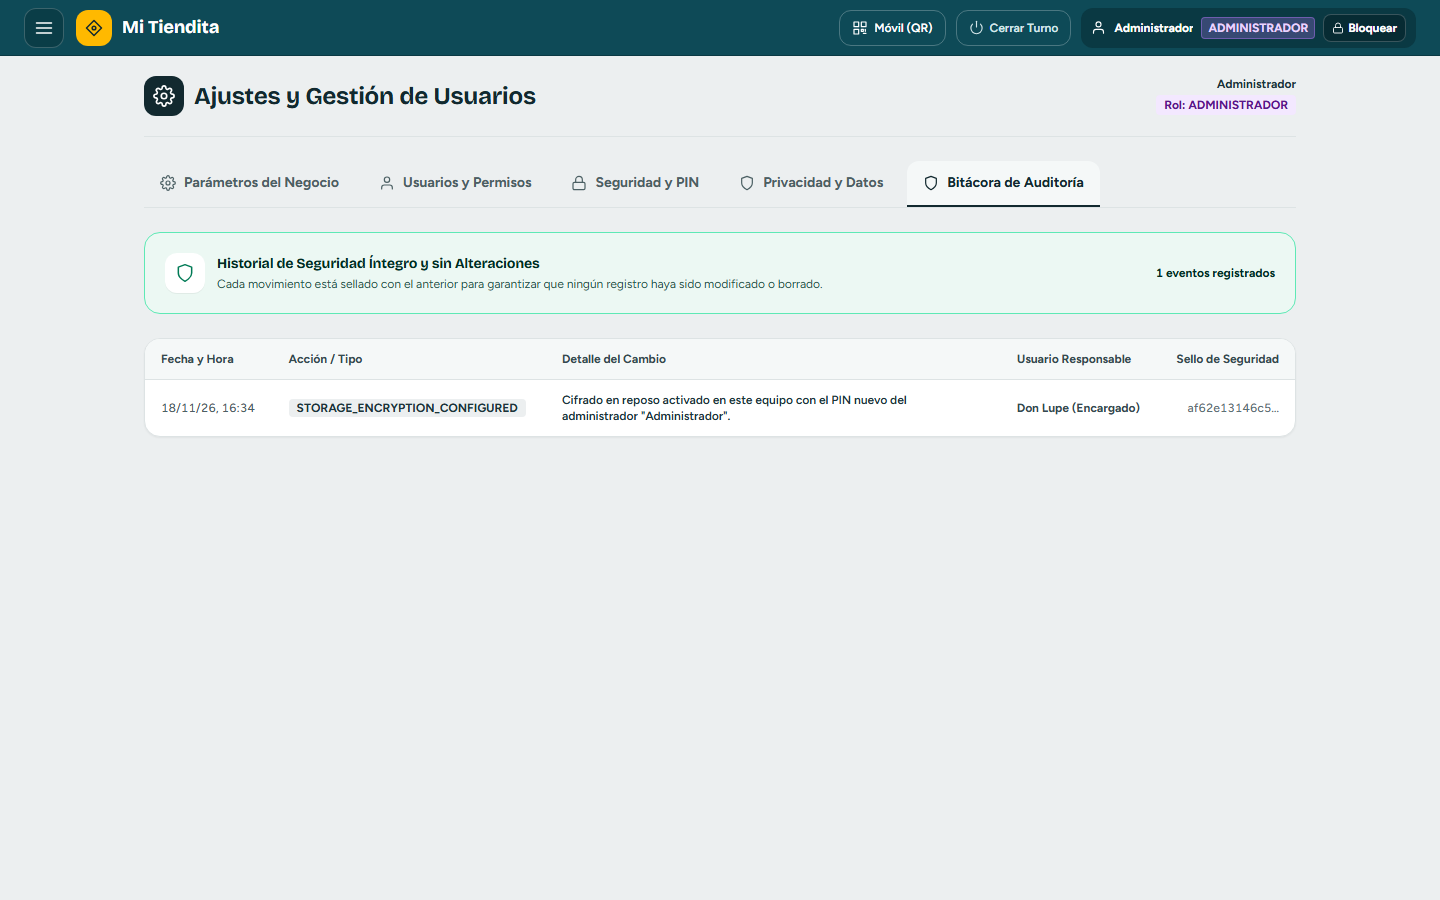 Mi Tiendita
Móvil (QR)
Cerrar Turno
Administrador
ADMINISTRADOR
Bloquear
Ajustes y Gestión de Usuarios
Administrador
Rol: ADMINISTRADOR
Parámetros del Negocio
Usuarios y Permisos
Seguridad y PIN
Privacidad y Datos
Bitácora de Auditoría
Historial de Seguridad Íntegro y sin Alteraciones
Cada movimiento está sellado con el anterior para garantizar que ningún registro haya sido modificado o borrado.
1 eventos registrados
Fecha y Hora
Acción / Tipo
Detalle del Cambio
Usuario Responsable
Sello de Seguridad
18/11/26, 16:34
STORAGE_ENCRYPTION_CONFIGURED
Cifrado en reposo activado en este equipo con el PIN nuevo del
administrador "Administrador".
Don Lupe (Encargado)
af62e13146c5...